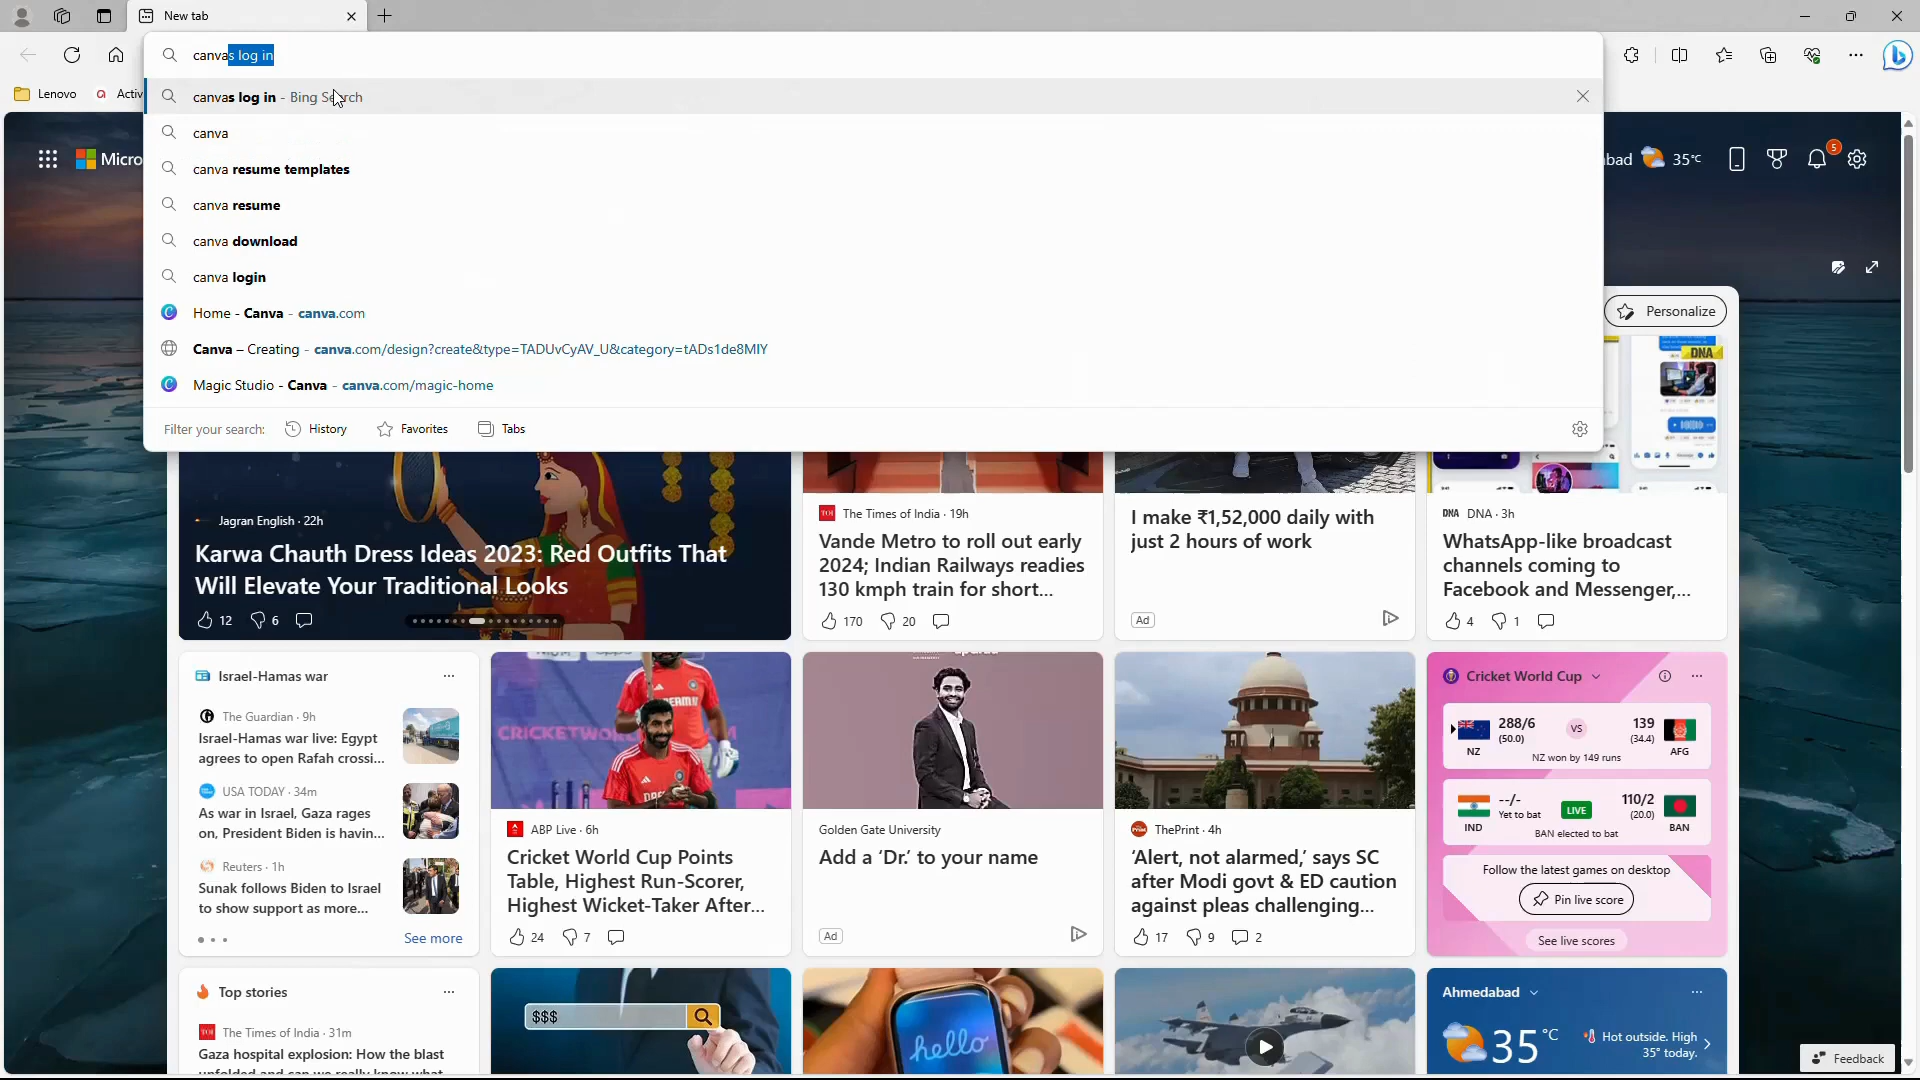 New tab
canvas log in
Lenovo
Activ
canvas log in - Bing Search
canva
canva resume templates
canva resume
canva download
canva login
Home - Canva - canva.com
Canva – Creating - canva.com/design?create&type=TADUvCyAV_U&category=tADs1de8MIY
Magic Studio - Canva - canva.com/magic-home
Filter your search:
History
Favorites
Tabs
Micro
bad
35°C
5
Personalize
DNA
Jagran English · 22h
Karwa Chauth Dress Ideas 2023: Red Outfits That
Will Elevate Your Traditional Looks
12
6
TOI
The Times of India · 19h
Vande Metro to roll out early
2024; Indian Railways readies
130 kmph train for short...
170
20
I make ₹1,52,000 daily with
just 2 hours of work
Ad
DNA
DNA · 3h
WhatsApp-like broadcast
channels coming to
Facebook and Messenger,...
4
1
Israel-Hamas war
The Guardian · 9h
Israel-Hamas war live: Egypt
agrees to open Rafah crossi...
USA TODAY · 34m
As war in Israel, Gaza rages
on, President Biden is havin...
Reuters · 1h
Sunak follows Biden to Israel
to show support as more...
See more
ABP Live · 6h
Cricket World Cup Points
Table, Highest Run-Scorer,
Highest Wicket-Taker After...
24
7
Golden Gate University
Add a ‘Dr.’ to your name
Ad
ThePrint · 4h
‘Alert, not alarmed,’ says SC
after Modi govt & ED caution
against pleas challenging...
17
9
2
Cricket World Cup
288/6
(50.0)
VS
139
(34.4)
NZ
AFG
NZ won by 149 runs
--/-
Yet to bat
LIVE
110/2
(20.0)
IND
BAN
BAN elected to bat
Follow the latest games on desktop
Pin live score
See live scores
Top stories
TOI
The Times of India · 31m
Gaza hospital explosion: How the blast
$$$
hello
Ahmedabad
35°C
Hot outside. High
35° today.
Feedback